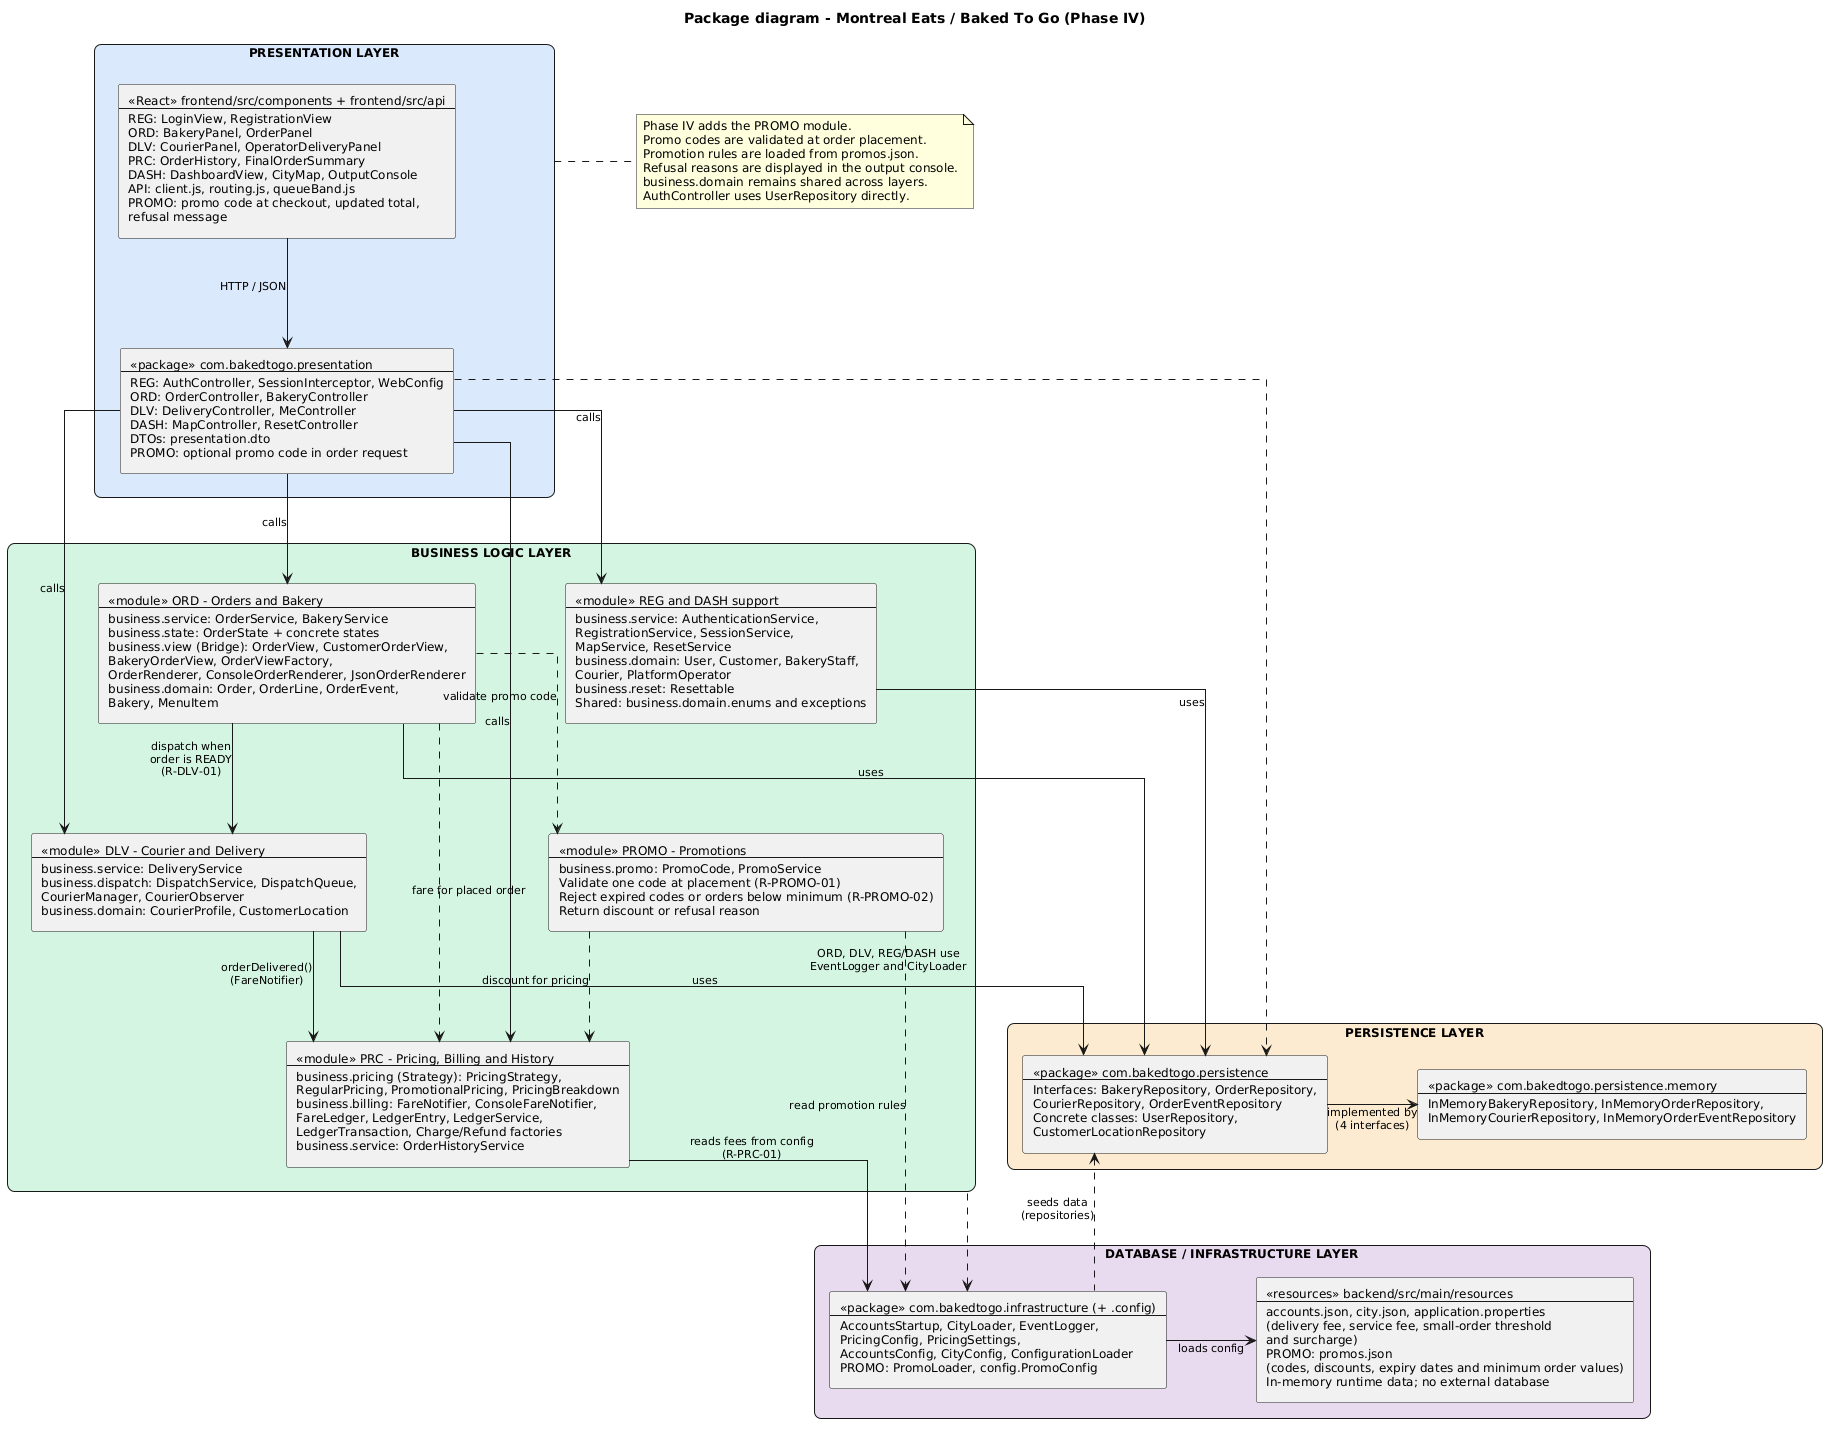 Package diagram - Montreal Eats / Baked To Go (Phase IV)
PRESENTATION LAYER
«React» frontend/src/components + frontend/src/api
REG: LoginView, RegistrationView
ORD: BakeryPanel, OrderPanel
DLV: CourierPanel, OperatorDeliveryPanel
PRC: OrderHistory, FinalOrderSummary
DASH: DashboardView, CityMap, OutputConsole
API: client.js, routing.js, queueBand.js
PROMO: promo code at checkout, updated total,
refusal message
Phase IV adds the PROMO module.
Promo codes are validated at order placement.
Promotion rules are loaded from promos.json.
Refusal reasons are displayed in the output console.
business.domain remains shared across layers.
AuthController uses UserRepository directly.
HTTP / JSON
«package» com.bakedtogo.presentation
REG: AuthController, SessionInterceptor, WebConfig
ORD: OrderController, BakeryController
DLV: DeliveryController, MeController
DASH: MapController, ResetController
DTOs: presentation.dto
PROMO: optional promo code in order request
calls
calls
calls
calls
BUSINESS LOGIC LAYER
«module» ORD - Orders and Bakery
business.service: OrderService, BakeryService
business.state: OrderState + concrete states
business.view (Bridge): OrderView, CustomerOrderView,
BakeryOrderView, OrderViewFactory,
OrderRenderer, ConsoleOrderRenderer, JsonOrderRenderer
business.domain: Order, OrderLine, OrderEvent,
Bakery, MenuItem
«module» REG and DASH support
business.service: AuthenticationService,
RegistrationService, SessionService,
MapService, ResetService
business.domain: User, Customer, BakeryStaff,
Courier, PlatformOperator
business.reset: Resettable
Shared: business.domain.enums and exceptions
validate promo code
uses
dispatch when
order is READY
(R-DLV-01)
uses
«module» DLV - Courier and Delivery
business.service: DeliveryService
business.dispatch: DispatchService, DispatchQueue,
CourierManager, CourierObserver
business.domain: CourierProfile, CustomerLocation
fare for placed order
«module» PROMO - Promotions
business.promo: PromoCode, PromoService
Validate one code at placement (R-PROMO-01)
Reject expired codes or orders below minimum (R-PROMO-02)
Return discount or refusal reason
orderDelivered()
(FareNotifier)
discount for pricing
uses
ORD, DLV, REG/DASH use
EventLogger and CityLoader
«module» PRC - Pricing, Billing and History
business.pricing (Strategy): PricingStrategy,
RegularPricing, PromotionalPricing, PricingBreakdown
business.billing: FareNotifier, ConsoleFareNotifier,
FareLedger, LedgerEntry, LedgerService,
LedgerTransaction, Charge/Refund factories
business.service: OrderHistoryService
read promotion rules
reads fees from config
(R-PRC-01)
PERSISTENCE LAYER
«package» com.bakedtogo.persistence
Interfaces: BakeryRepository, OrderRepository,
CourierRepository, OrderEventRepository
Concrete classes: UserRepository,
CustomerLocationRepository
implemented by
(4 interfaces)
«package» com.bakedtogo.persistence.memory
InMemoryBakeryRepository, InMemoryOrderRepository,
InMemoryCourierRepository, InMemoryOrderEventRepository
seeds data
(repositories)
DATABASE / INFRASTRUCTURE LAYER
«package» com.bakedtogo.infrastructure (+ .config)
AccountsStartup, CityLoader, EventLogger,
PricingConfig, PricingSettings,
AccountsConfig, CityConfig, ConfigurationLoader
PROMO: PromoLoader, config.PromoConfig
loads config
«resources» backend/src/main/resources
accounts.json, city.json, application.properties
(delivery fee, service fee, small-order threshold
and surcharge)
PROMO: promos.json
(codes, discounts, expiry dates and minimum order values)
In-memory runtime data; no external database